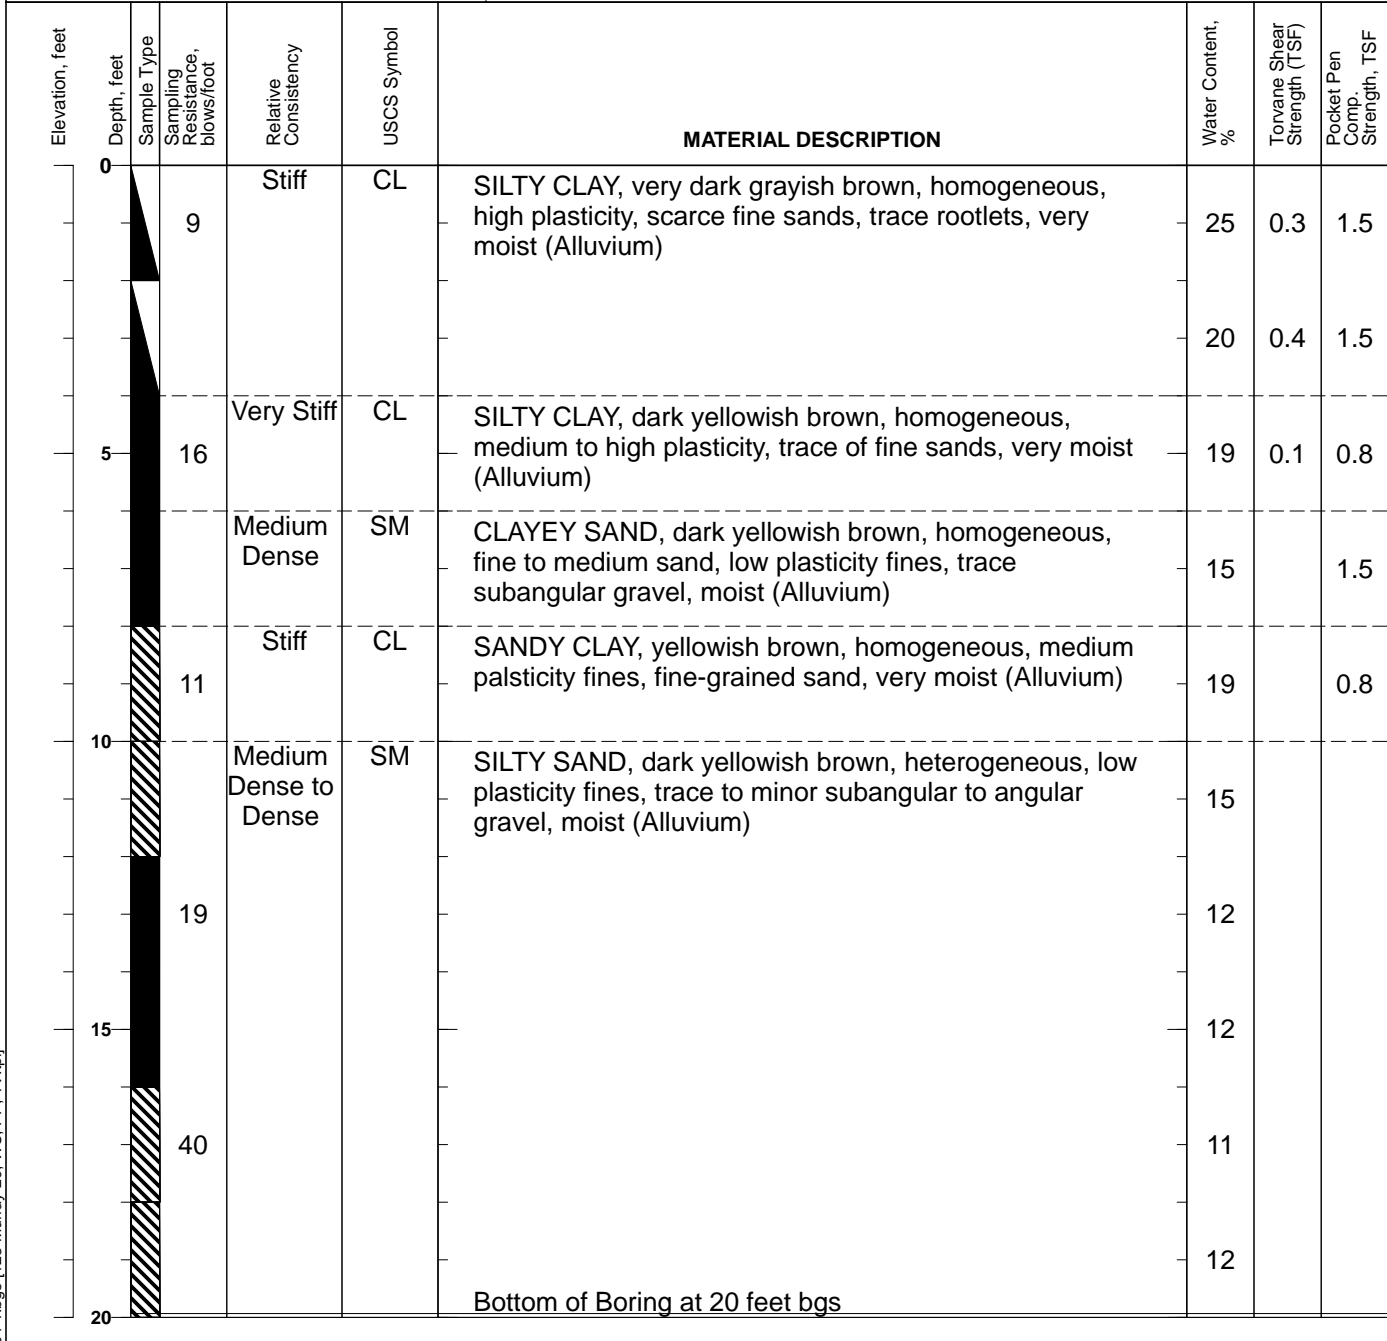 Elevation, feet
Depth, feet
Sample Type
Sampling
Resistance,
blows/foot
Relative
Consistency
USCS Symbol
MATERIAL DESCRIPTION
Water Content,
%
Torvane Shear
Strength (TSF)
Pocket Pen
Comp.
Strength, TSF
0
Stiff CL SILTY CLAY, very dark grayish brown, homogeneous,
9 high plasticity, scarce fine sands, trace rootlets, very 25 0.3 1.5
moist (Alluvium)
20 0.4 1.5
Very Stiff CL SILTY CLAY, dark yellowish brown, homogeneous,
5 16 medium to high plasticity, trace of fine sands, very moist 19 0.1 0.8
(Alluvium)
Medium SM CLAYEY SAND, dark yellowish brown, homogeneous,
Dense fine to medium sand, low plasticity fines, trace 15 1.5
subangular gravel, moist (Alluvium)
Stiff CL SANDY CLAY, yellowish brown, homogeneous, medium
11 palsticity fines, fine-grained sand, very moist (Alluvium) 19 0.8
10
Medium SM SILTY SAND, dark yellowish brown, heterogeneous, low
Dense to plasticity fines, trace to minor subangular to angular 15
Dense gravel, moist (Alluvium)
19 12
15 12
40 11
12
Bottom of Boring at 20 feet bgs
20